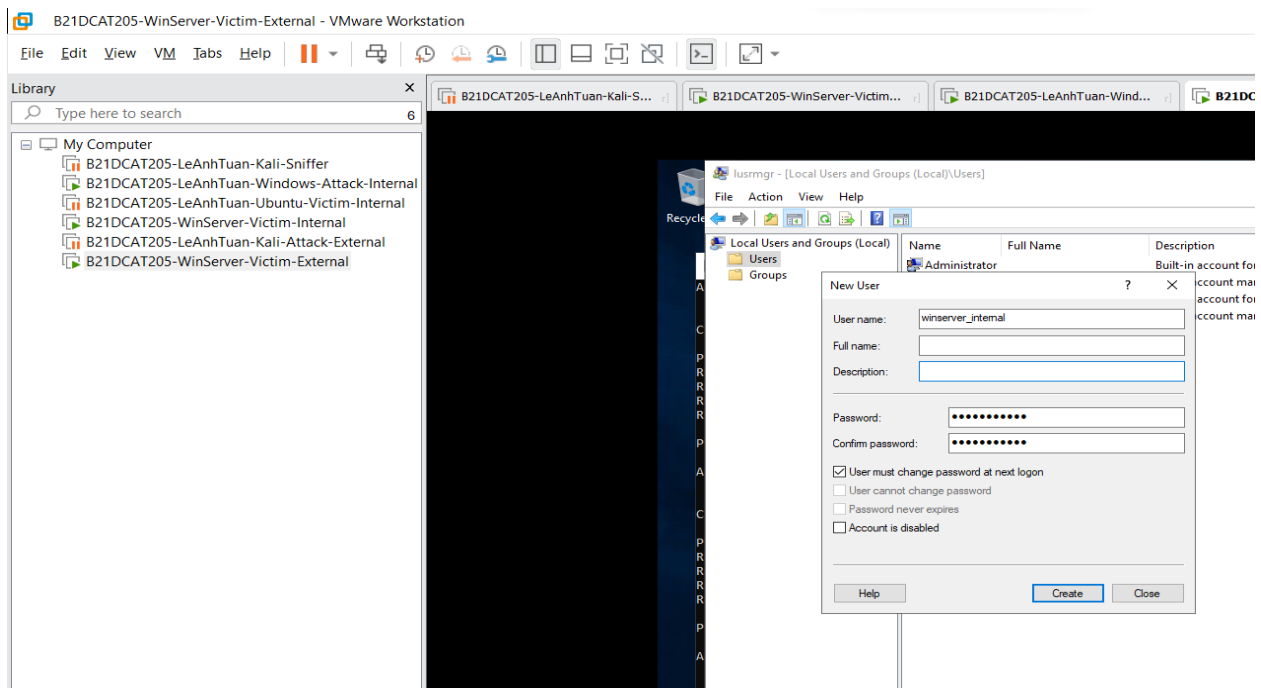 B21DCAT205-WinServer-Victim-External - VMware Workstation
File Edit View VM Tabs Help
Library
Type here to search 6
My Computer
B21DCAT205-LeAnhTuan-Kali-Sniffer
B21DCAT205-LeAnhTuan-Windows-Attack-Internal
B21DCAT205-LeAnhTuan-Ubuntu-Victim-Internal
B21DCAT205-WinServer-Victim-Internal
B21DCAT205-LeAnhTuan-Kali-Attack-External
B21DCAT205-WinServer-Victim-External
B21DCAT205-LeAnhTuan-Kali-S... B21DCAT205-WinServer-Victim... B21DCAT205-LeAnhTuan-Wind... B21DC
Recycle
lusrmgr - [Local Users and Groups (Local)\Users]
File Action View Help
Local Users and Groups (Local)
Users
Groups
Name Full Name Description
Administrator Built-in account for
account mar
account for
account mar
New User ?
User name: winserver_internal
Full name:
Description:
Password: •••••••••••
Confirm password: •••••••••••
User must change password at next logon
User cannot change password
Password never expires
Account is disabled
Help Create Close
A
C
P
R
R
R
R
P
A
C
P
R
R
R
R
P
A